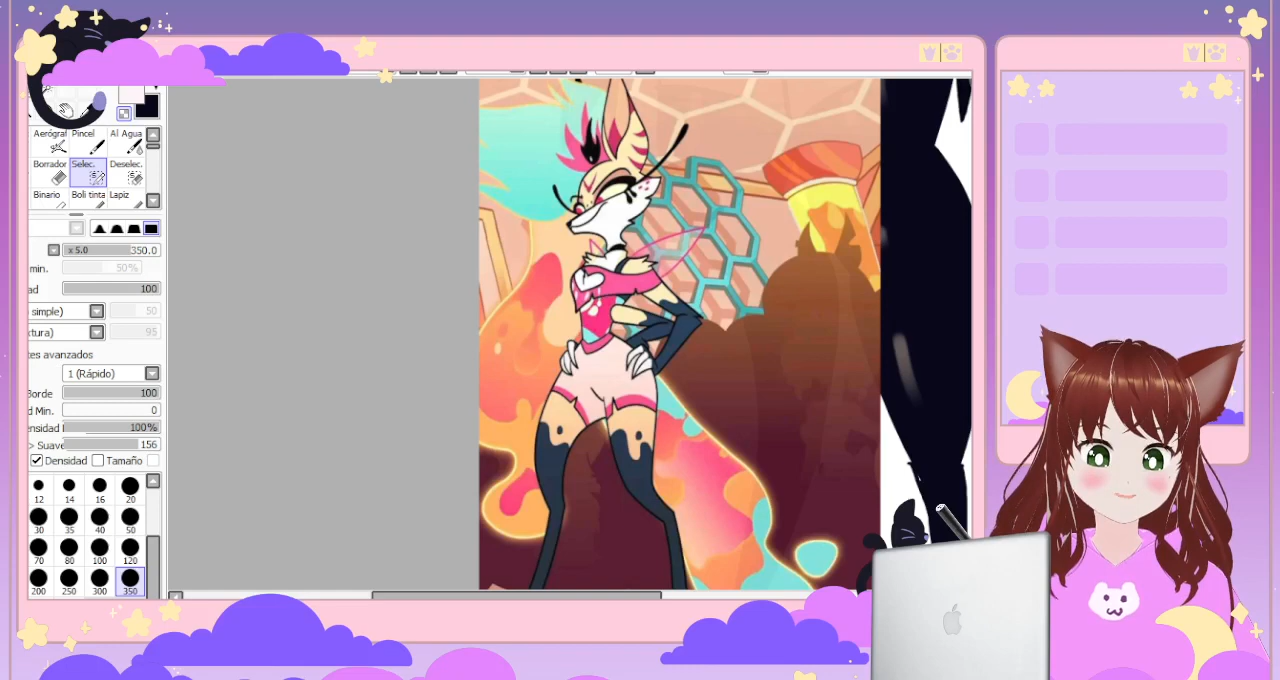 Aerógraf Pincel Al Agua
Borrador Selec. Deselec.
Binario Boli tinta Lapiz
x 5.0 350.0
min. 50%
ad 100
simple) 50
xtura) 95
tes avanzados
1 (Rápido)
Borde 100
d Min. 0
ensidad 100%
> Suave 156
Densidad Tamaño
12 14 16 20
30 35 40 50
70 80 100 120
200 250 300 350